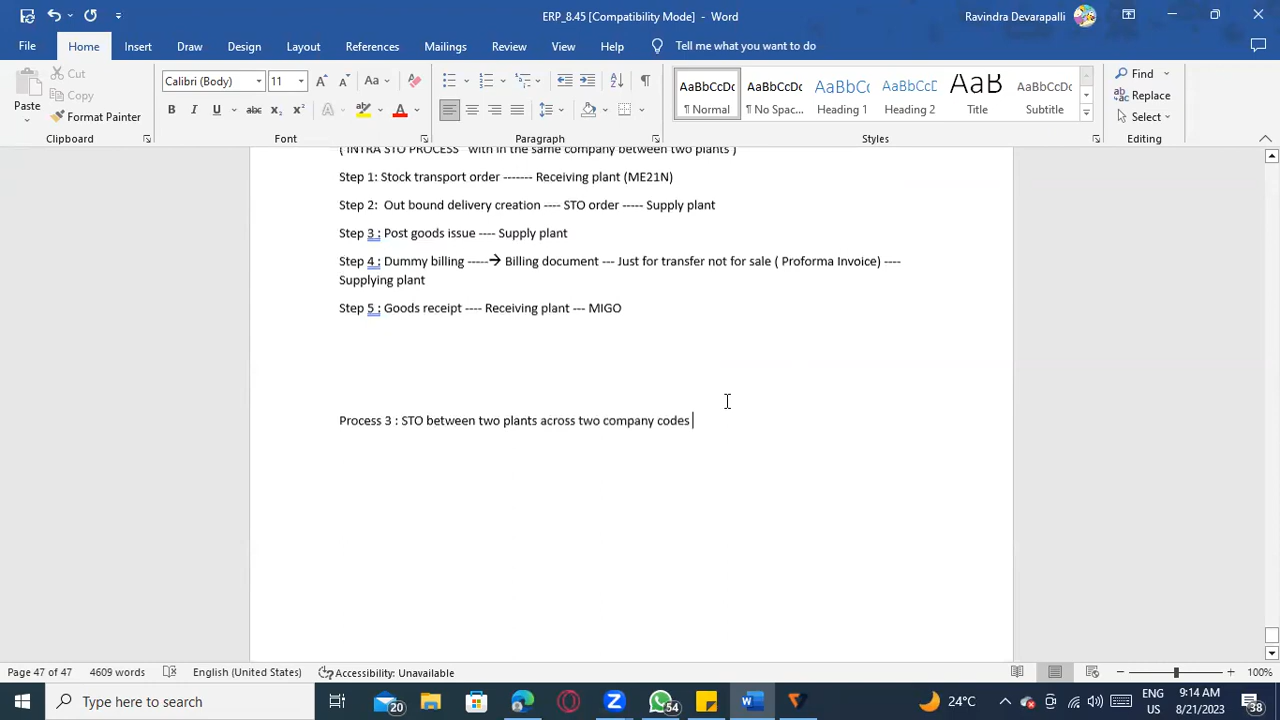 ERP_8.45 [Compatibility Mode] - Word
Ravindra Devarapalli
File Home Insert Draw Design Layout References Mailings Review View Help Tell me what you want to do
Paste
Cut
Copy
Format Painter
Clipboard
Calibri (Body) 11
Font
Paragraph
AaBbCcDc AaBbCcDc AaBbC AaBbCcC AaB AaBbCcDc
¶ Normal ¶ No Spac... Heading 1 Heading 2 Title Subtitle
Styles
Find
Replace
Select
Editing
( INTRA STO PROCESS with in the same company between two plants )
Step 1: Stock transport order ------- Receiving plant (ME21N)
Step 2: Out bound delivery creation ---- STO order ----- Supply plant
Step 3 : Post goods issue ---- Supply plant
Step 4 : Dummy billing -----→ Billing document --- Just for transfer not for sale ( Proforma Invoice) ----
Supplying plant
Step 5 : Goods receipt ---- Receiving plant --- MIGO
Process 3 : STO between two plants across two company codes
Page 47 of 47 4609 words English (United States) Accessibility: Unavailable 100%
Type here to search
20
54
24°C
ENG
US
9:14 AM
8/21/2023
38